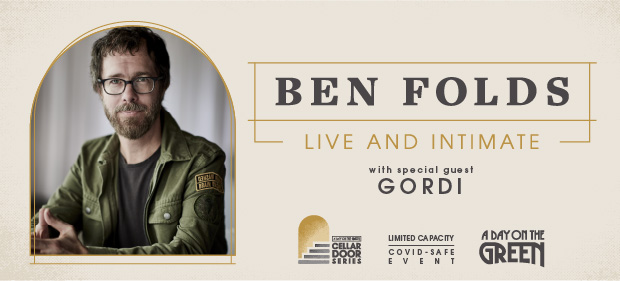 BEN FOLDS
LIVE AND INTIMATE
with special guest
GORDI
CELLAR
DOOR
SERIES
LIMITED CAPACITY
COVID-SAFE
EVENT
A DAY ON THE
GREEN